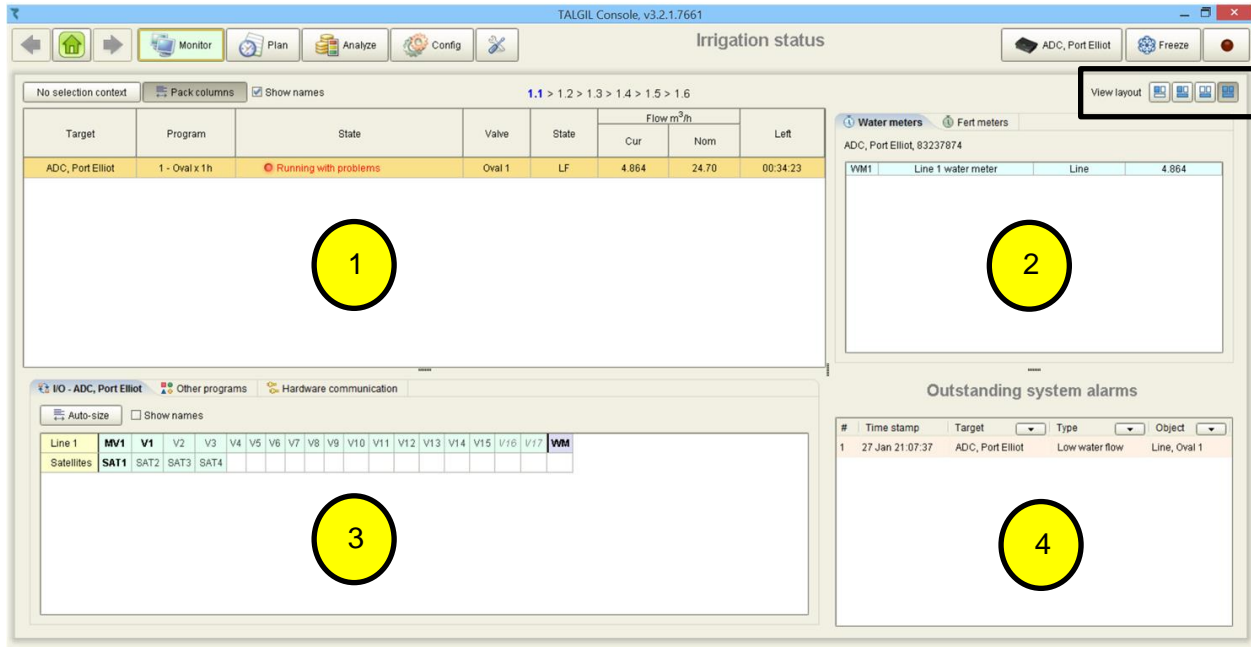 TALGIL Console, v3.2.1.7661
Monitor Plan Analyze Config Irrigation status ADC, Port Elliot Freeze
No selection context Pack columns Show names 1.1 > 1.2 > 1.3 > 1.4 > 1.5 > 1.6 View layout
Target Program State Valve State Flow m³/h Left
Cur Nom
ADC, Port Elliot 1 - Oval x 1h Running with problems Oval 1 LF 4.864 24.70 00:34:23
1
Water meters Fert meters
ADC, Port Elliot, 83237874
WM1 Line 1 water meter Line 4.864
2
I/O - ADC, Port Elliot Other programs Hardware communication
Auto-size Show names
Line 1 MV1 V1 V2 V3 V4 V5 V6 V7 V8 V9 V10 V11 V12 V13 V14 V15 V16 V17 WM
Satellites SAT1 SAT2 SAT3 SAT4
3
Outstanding system alarms
# Time stamp Target Type Object
1 27 Jan 21:07:37 ADC, Port Elliot Low water flow Line, Oval 1
4